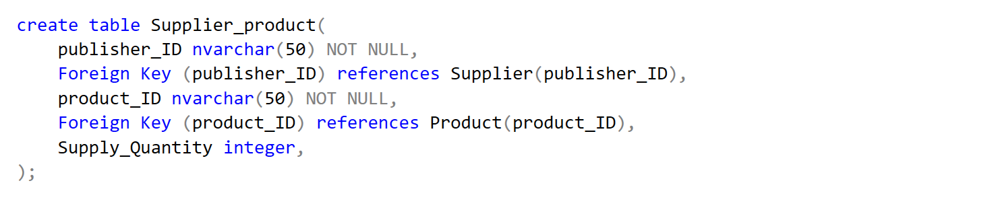 create table Supplier_product(
publisher_ID nvarchar(50) NOT NULL,
Foreign Key (publisher_ID) references Supplier(publisher_ID),
product_ID nvarchar(50) NOT NULL,
Foreign Key (product_ID) references Product(product_ID),
Supply_Quantity integer,
);